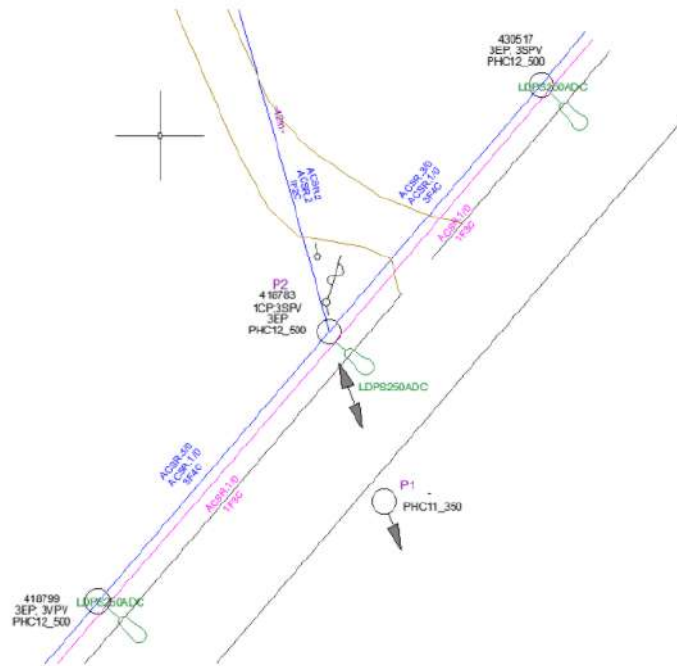 430517
3EP, 3SPV
PHC12_500
LDPS250ADC
ACSR.2
ACSR.2
1F2C
ACSR.3/0
ACSR.1/0
3F4C
ACSR.1/0
1F3C
P2
418783
1CP;3SPV
3EP
PHC12_500
LDPS250ADC
ACSR.3/0
ACSR.1/0
3F4C
ACSR.1/0
1F3C
P1
PHC11_350
418799
3EP, 3VPV
PHC12_500
LDPS250ADC